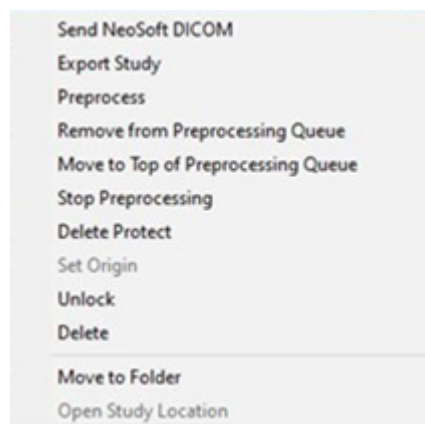 Send NeoSoft DICOM
Export Study
Preprocess
Remove from Preprocessing Queue
Move to Top of Preprocessing Queue
Stop Preprocessing
Delete Protect
Set Origin
Unlock
Delete
Move to Folder
Open Study Location